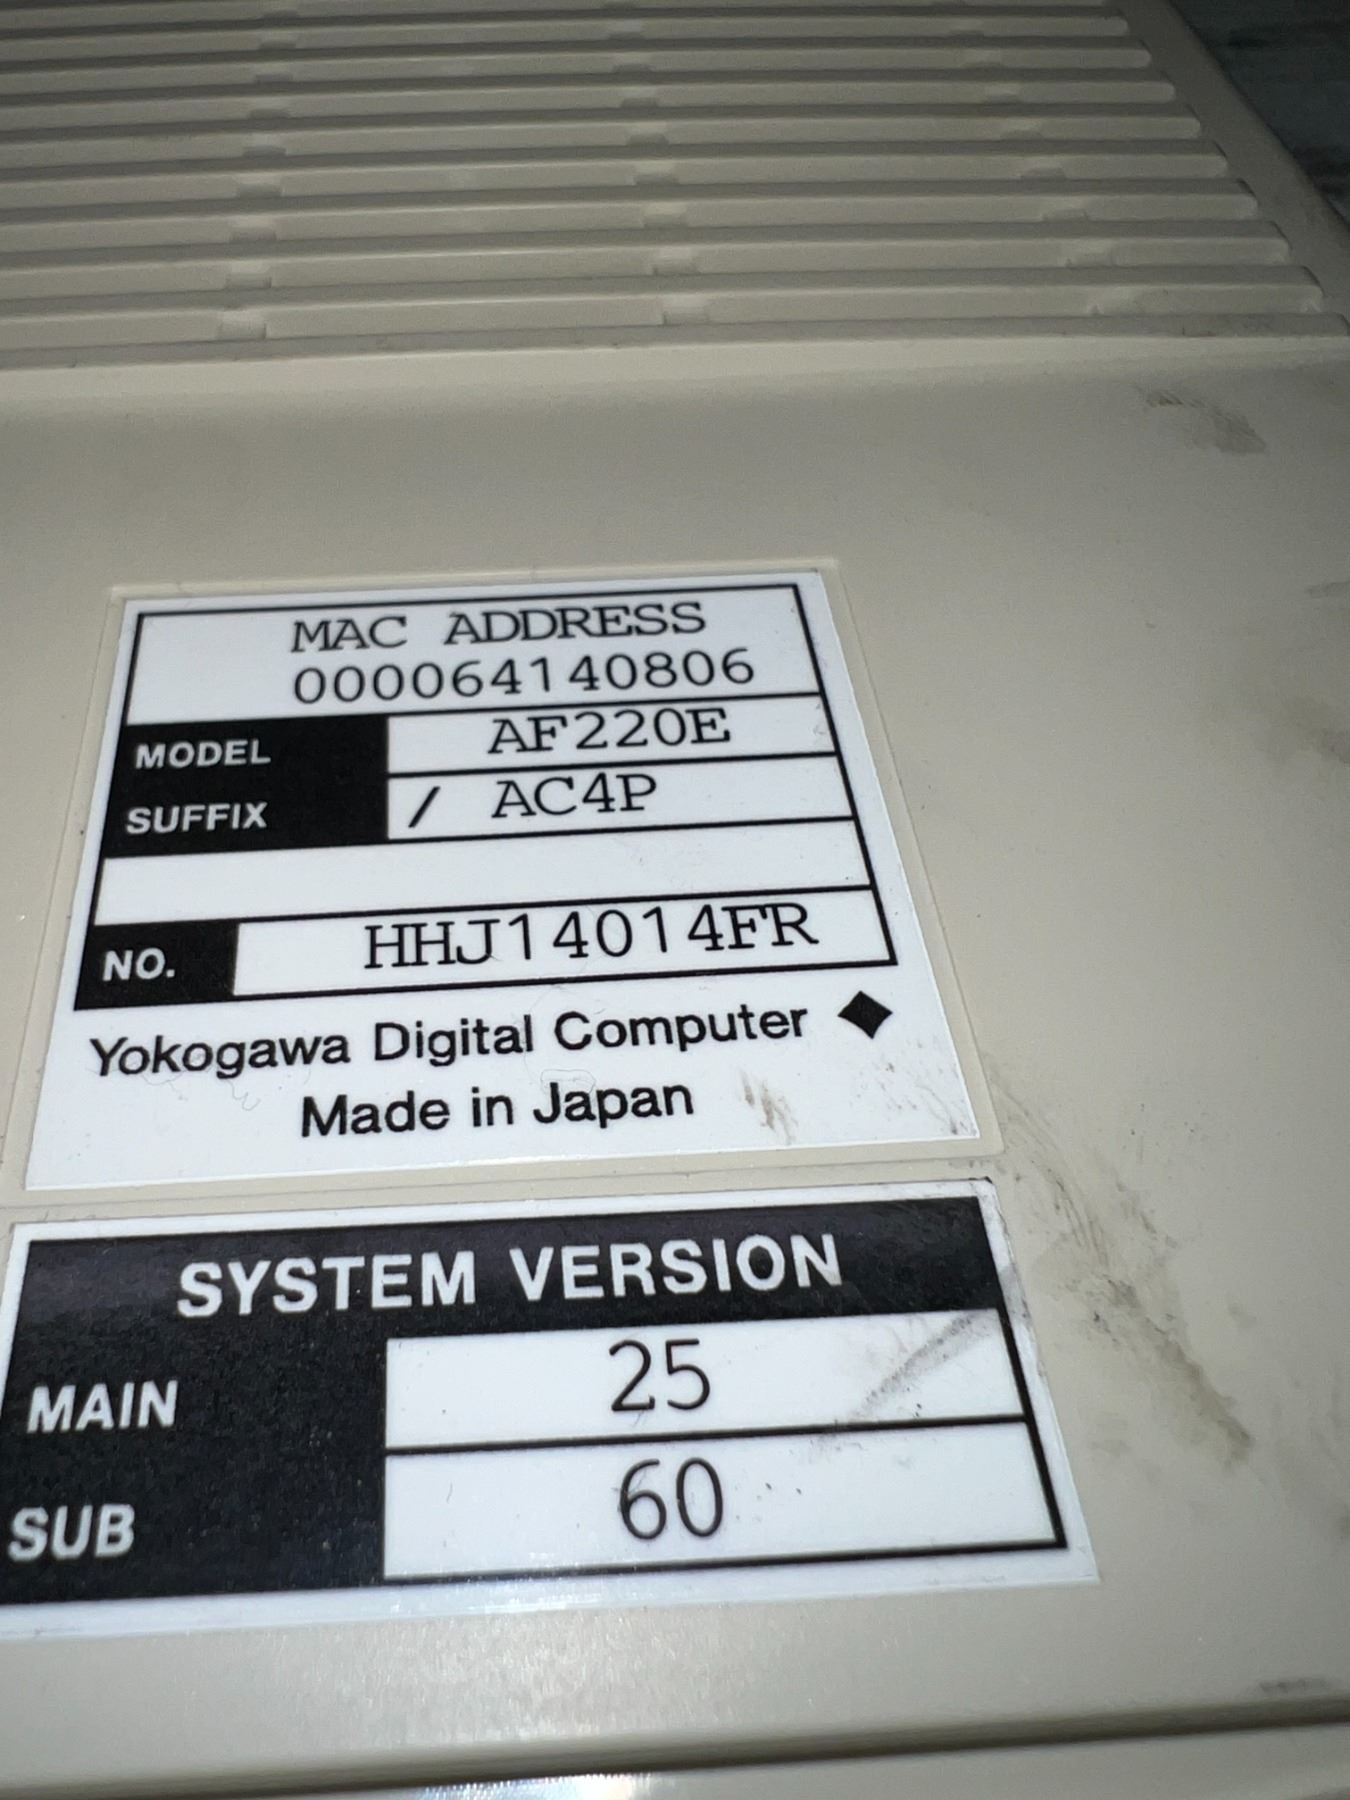 MAC ADDRESS
000064140806
MODEL AF220E
SUFFIX / AC4P
NO. HHJ14014FR
Yokogawa Digital Computer ◆
Made in Japan
SYSTEM VERSION
MAIN 25
SUB 60